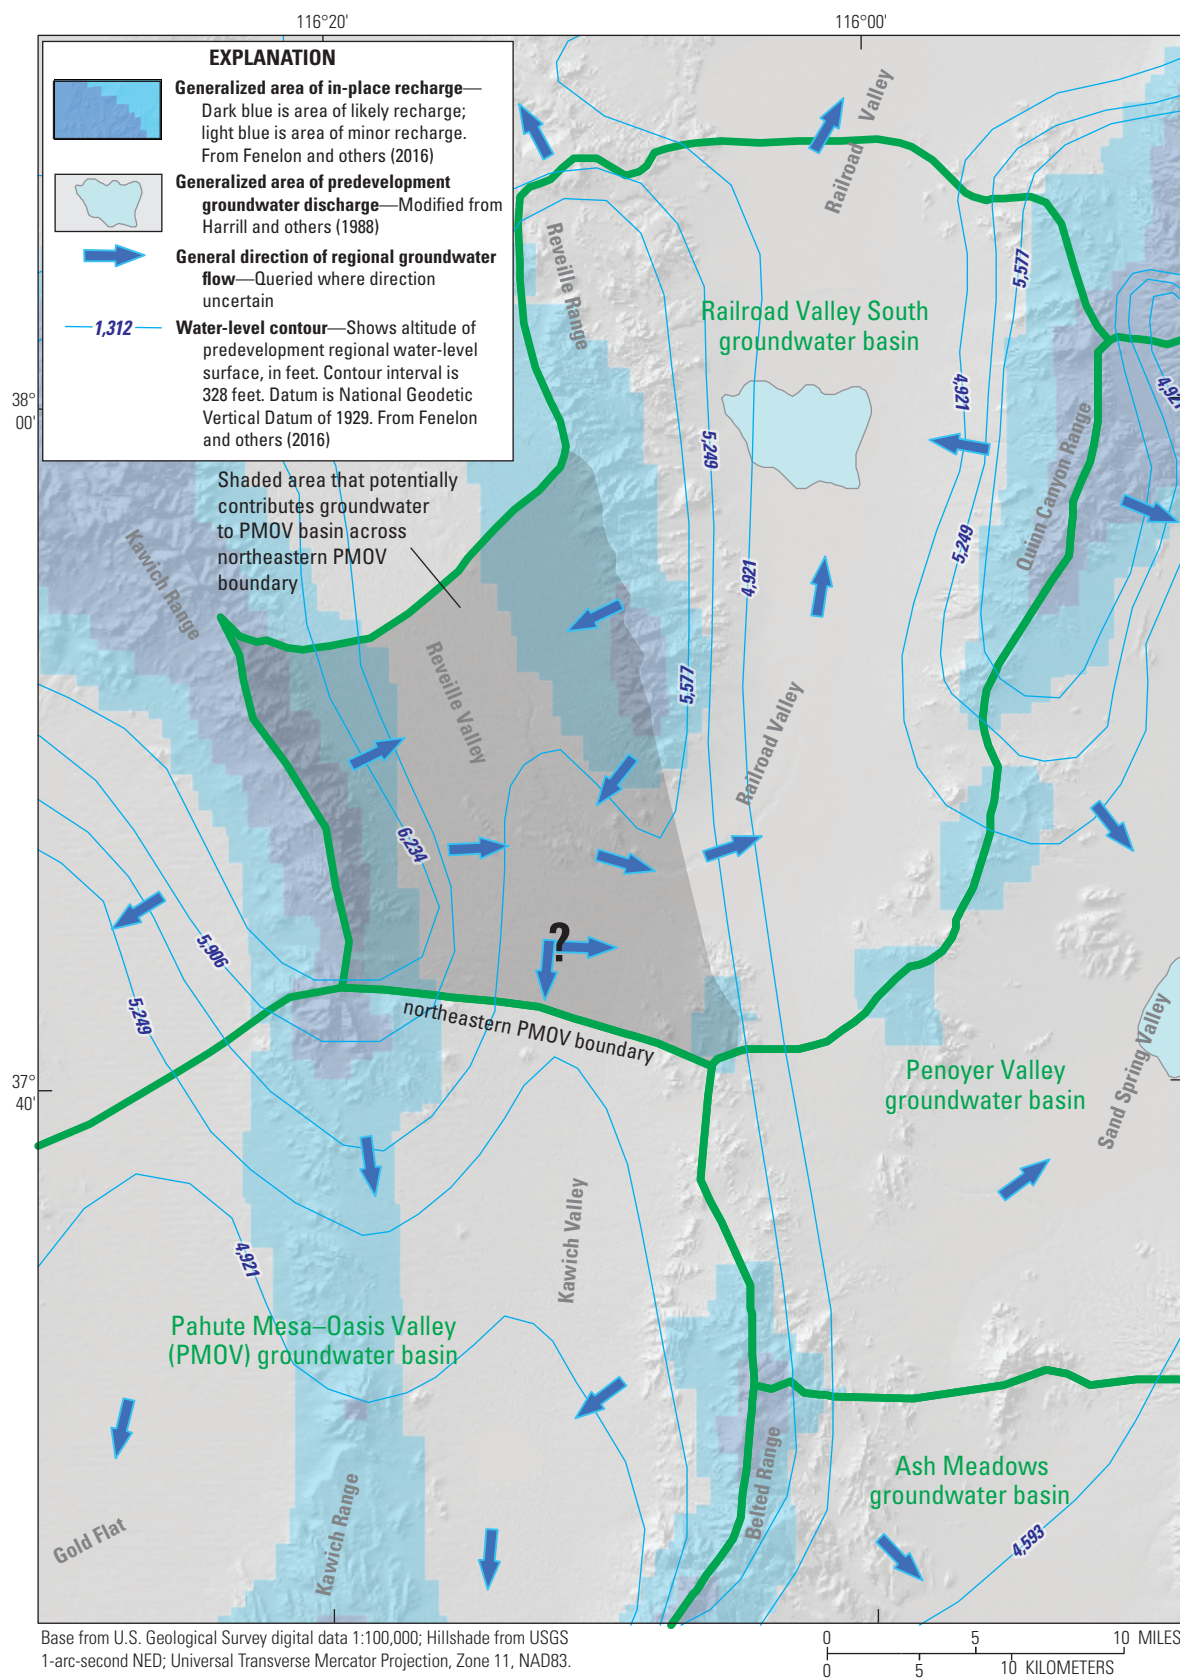 116°20'
116°00'
EXPLANATION
Generalized area of in-place recharge—
Dark blue is area of likely recharge;
light blue is area of minor recharge.
From Fenelon and others (2016)
Generalized area of predevelopment
groundwater discharge—Modified from
Harrill and others (1988)
General direction of regional groundwater
flow—Queried where direction
uncertain
1,312
Water-level contour—Shows altitude of
predevelopment regional water-level
surface, in feet. Contour interval is
328 feet. Datum is National Geodetic
Vertical Datum of 1929. From Fenelon
and others (2016)
Railroad Valley
Reveille Range
5,577
Railroad Valley South
groundwater basin
4,921
4,921
38°
00'
5,249
Quinn Canyon Range
Shaded area that potentially
contributes groundwater
to PMOV basin across
northeastern PMOV
boundary
Kawich Range
5,249
4,921
Reveille Valley
5,577
Railroad Valley
6,234
5,906
?
5,249
northeastern PMOV boundary
37°
40'
Penoyer Valley
groundwater basin
Sand Spring Valley
Kawich Valley
4,921
Pahute Mesa–Oasis Valley
(PMOV) groundwater basin
Belted Range
Ash Meadows
groundwater basin
Gold Flat
Kawich Range
4,593
Base from U.S. Geological Survey digital data 1:100,000; Hillshade from USGS
1-arc-second NED; Universal Transverse Mercator Projection, Zone 11, NAD83.
0 5 10 MILES
0 5 10 KILOMETERS